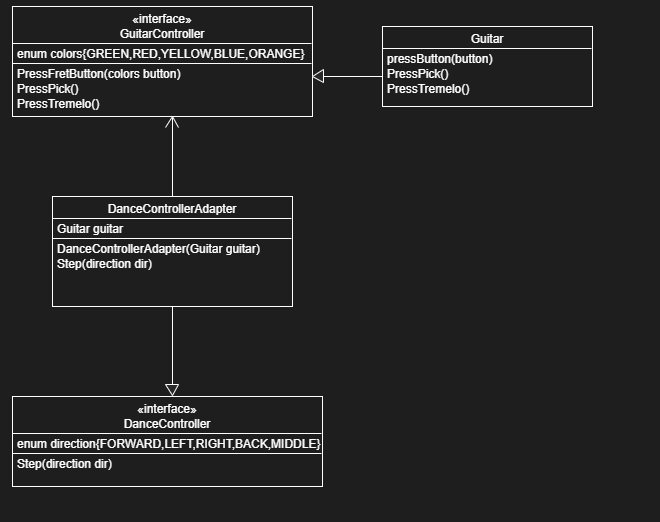 «interface»
GuitarController
enum colors{GREEN,RED,YELLOW,BLUE,ORANGE}
PressFretButton(colors button)
PressPick()
PressTremelo()
Guitar
pressButton(button)
PressPick()
PressTremelo()
DanceControllerAdapter
Guitar guitar
DanceControllerAdapter(Guitar guitar)
Step(direction dir)
«interface»
DanceController
enum direction{FORWARD,LEFT,RIGHT,BACK,MIDDLE}
Step(direction dir)